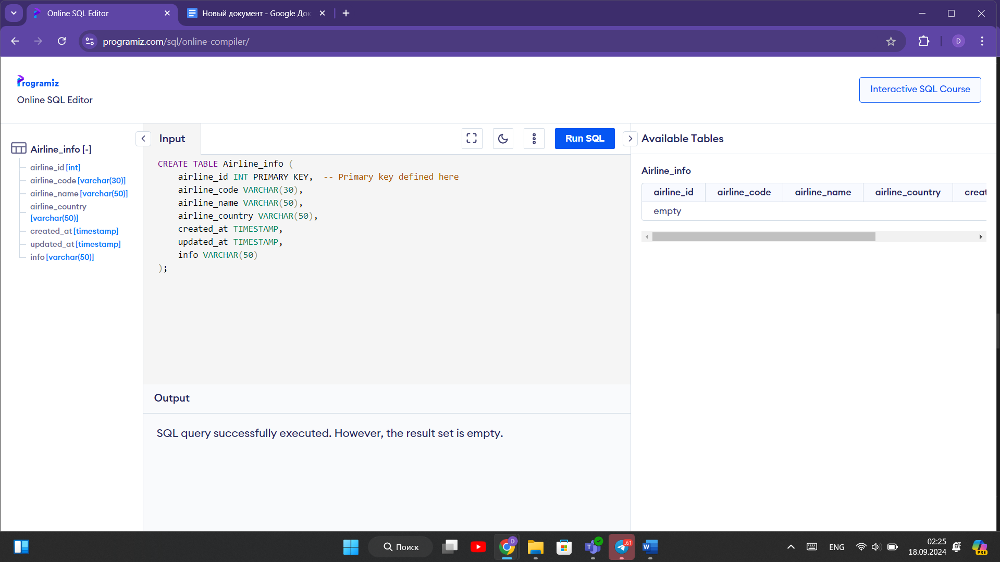 Online SQL Editor
Новый документ - Google Док
programiz.com/sql/online-compiler/
D
Programiz
Online SQL Editor
Interactive SQL Course
Airline_info [-]
airline_id [int]
airline_code [varchar(30)]
airline_name [varchar(50)]
airline_country
[varchar(50)]
created_at [timestamp]
updated_at [timestamp]
info [varchar(50)]
Input
Run SQL
CREATE TABLE Airline_info (
airline_id INT PRIMARY KEY,  -- Primary key defined here
airline_code VARCHAR(30),
airline_name VARCHAR(50),
airline_country VARCHAR(50),
created_at TIMESTAMP,
updated_at TIMESTAMP,
info VARCHAR(50)
);
Output
SQL query successfully executed. However, the result set is empty.
Available Tables
Airline_info
airline_id airline_code airline_name airline_country creat
empty
Поиск
D
T
61
W
ENG
02:25
18.09.2024
PRE